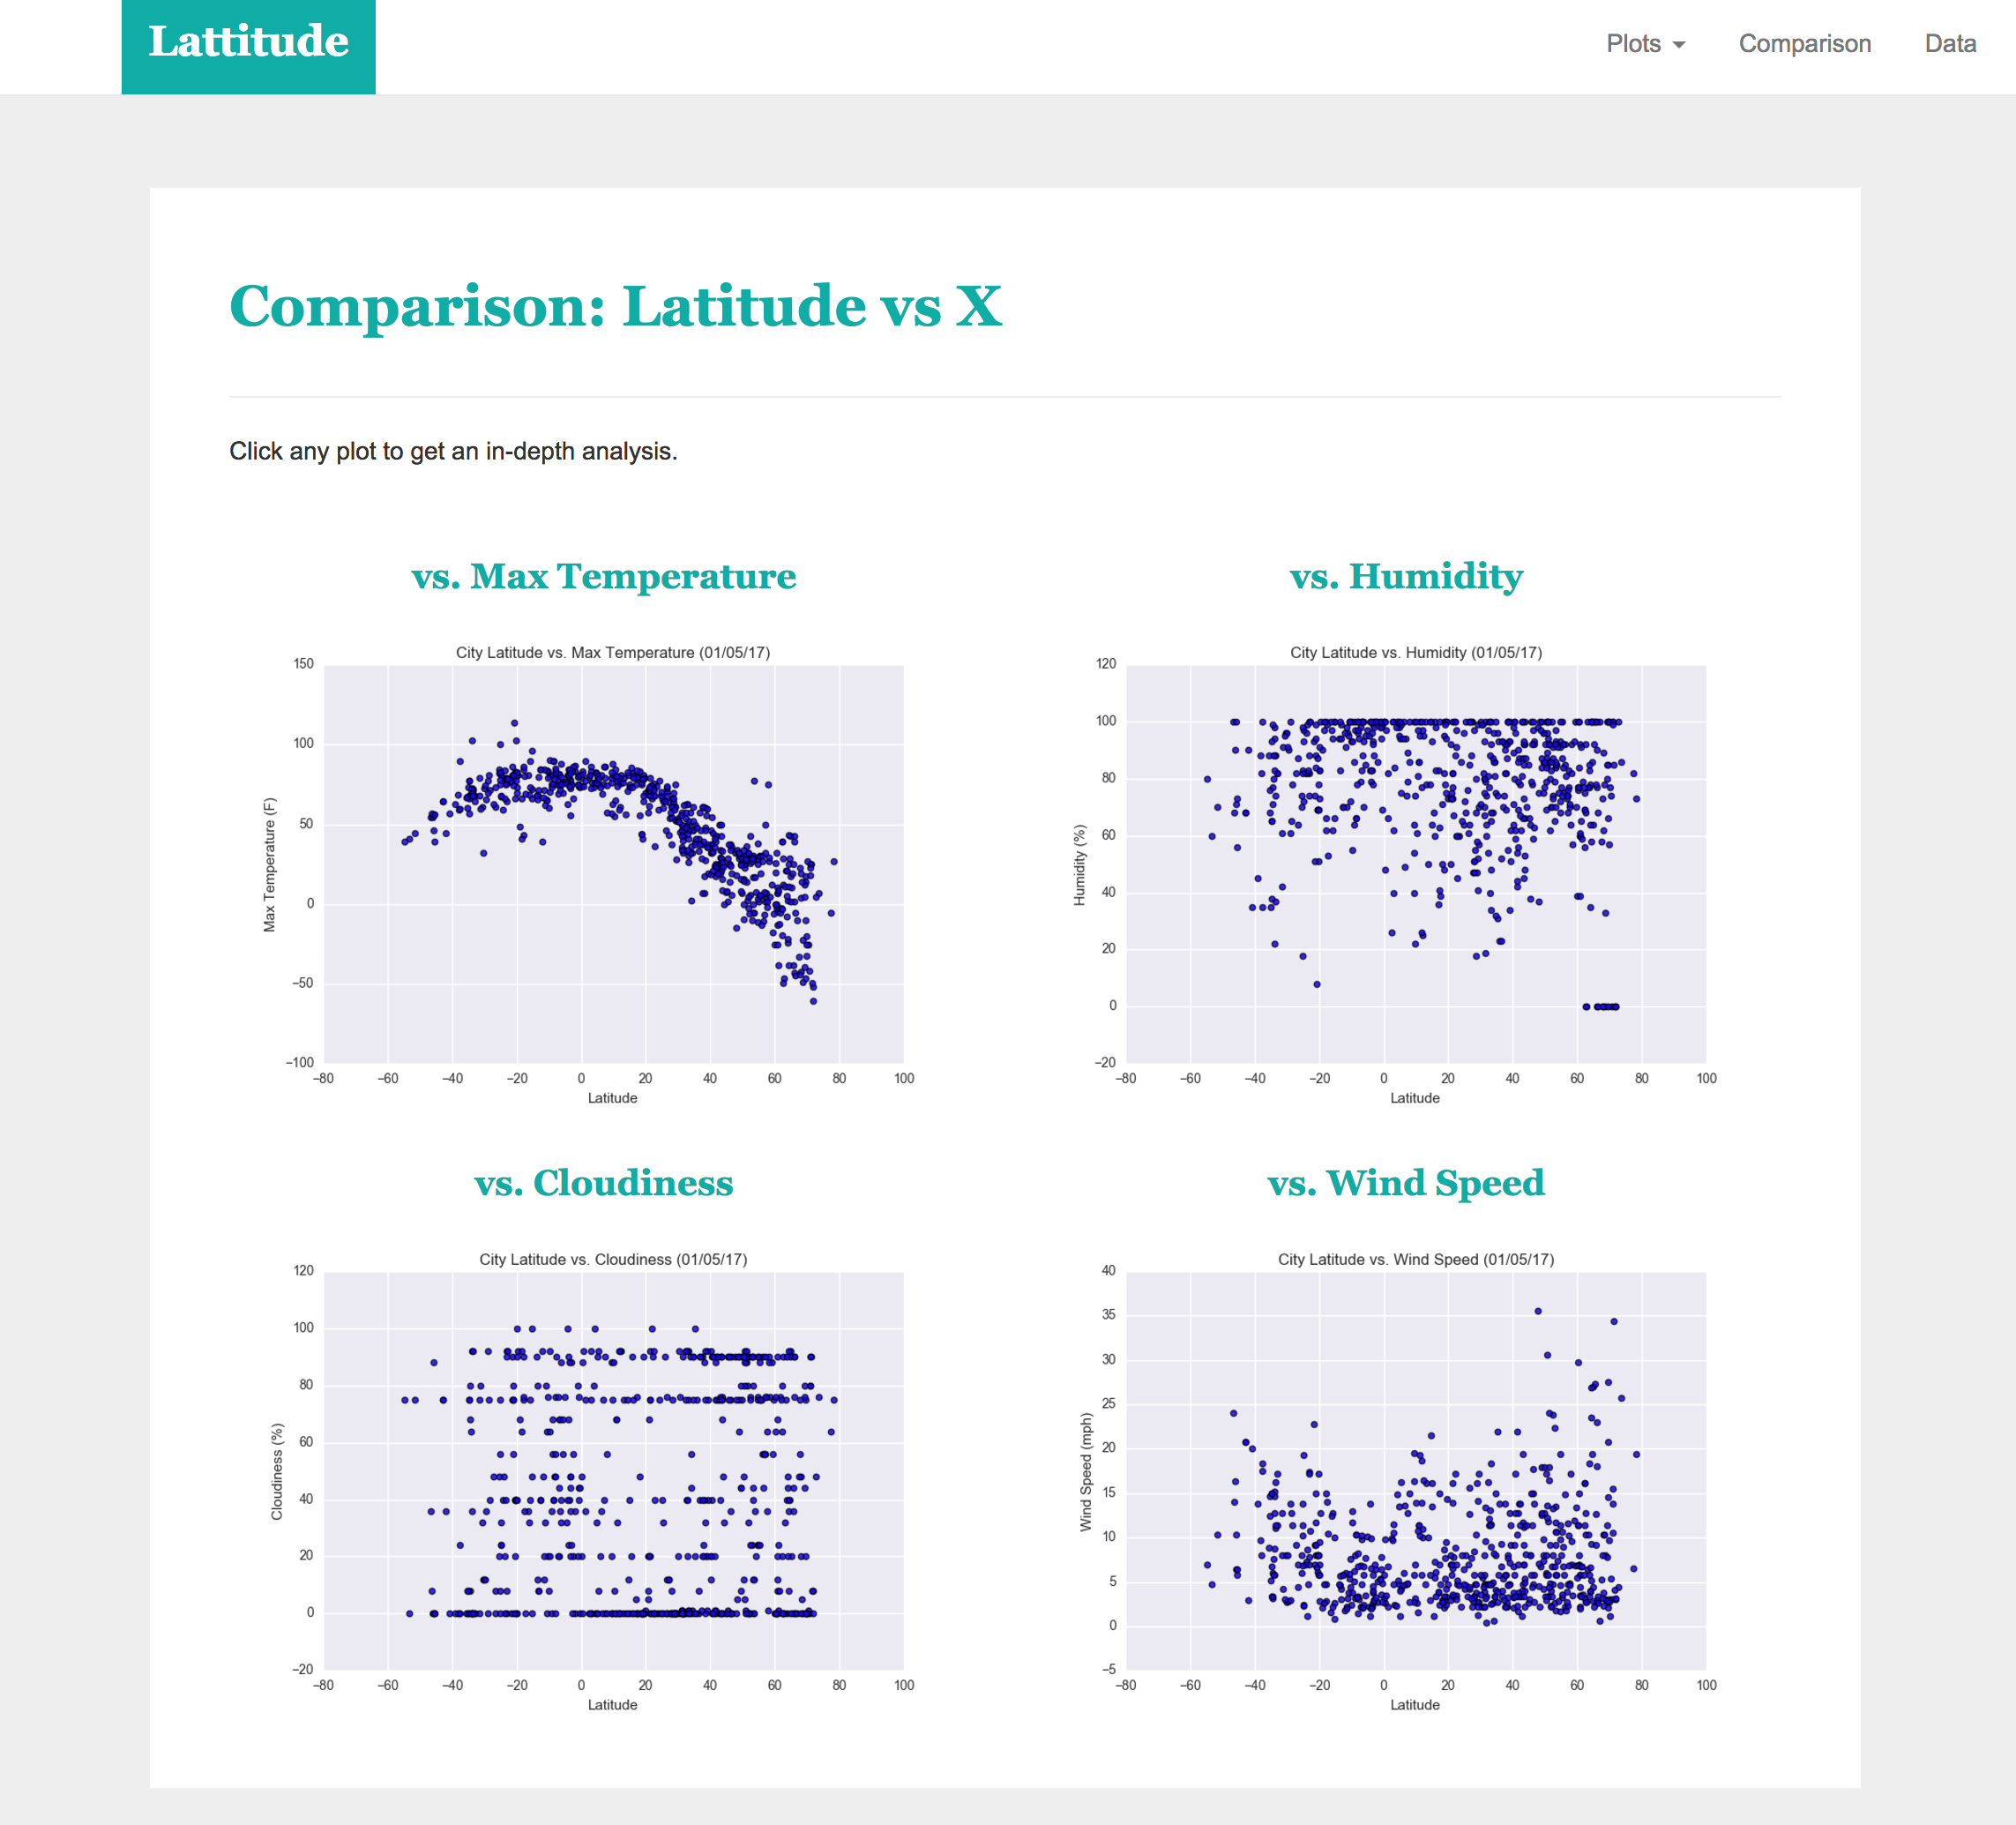 Lattitude
Plots Comparison Data
Comparison: Latitude vs X
Click any plot to get an in-depth analysis.
vs. Max Temperature
City Latitude vs. Max Temperature (01/05/17)
Max Temperature (F)
150
100
50
0
−50
−100
−80 −60 −40 −20 0 20 40 60 80 100
Latitude
vs. Humidity
City Latitude vs. Humidity (01/05/17)
Humidity (%)
120
100
80
60
40
20
0
−20
−80 −60 −40 −20 0 20 40 60 80 100
Latitude
vs. Cloudiness
City Latitude vs. Cloudiness (01/05/17)
Cloudiness (%)
120
100
80
60
40
20
0
−20
−80 −60 −40 −20 0 20 40 60 80 100
Latitude
vs. Wind Speed
City Latitude vs. Wind Speed (01/05/17)
Wind Speed (mph)
40
35
30
25
20
15
10
5
0
−5
−80 −60 −40 −20 0 20 40 60 80 100
Latitude